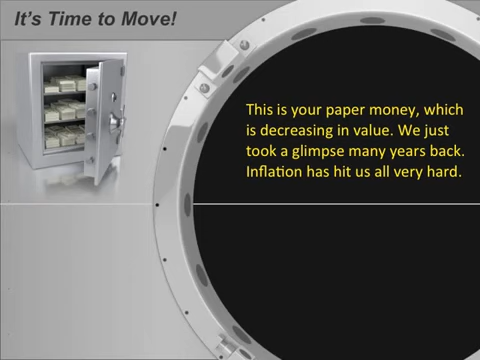 It's Time to Move!
This is your paper money, which
is decreasing in value. We just
took a glimpse many years back.
Inflation has hit us all very hard.